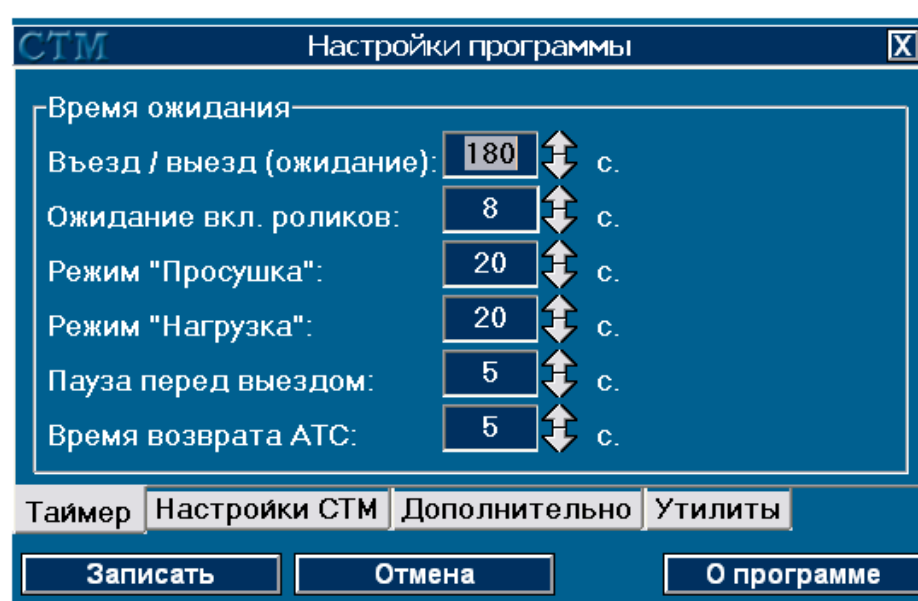 СТМ Настройки программы X
Время ожидания
Въезд / выезд (ожидание): 180 с.
Ожидание вкл. роликов: 8 с.
Режим "Просушка": 20 с.
Режим "Нагрузка": 20 с.
Пауза перед выездом: 5 с.
Время возврата АТС: 5 с.
Таймер Настройки СТМ Дополнительно Утилиты
Записать Отмена О программе